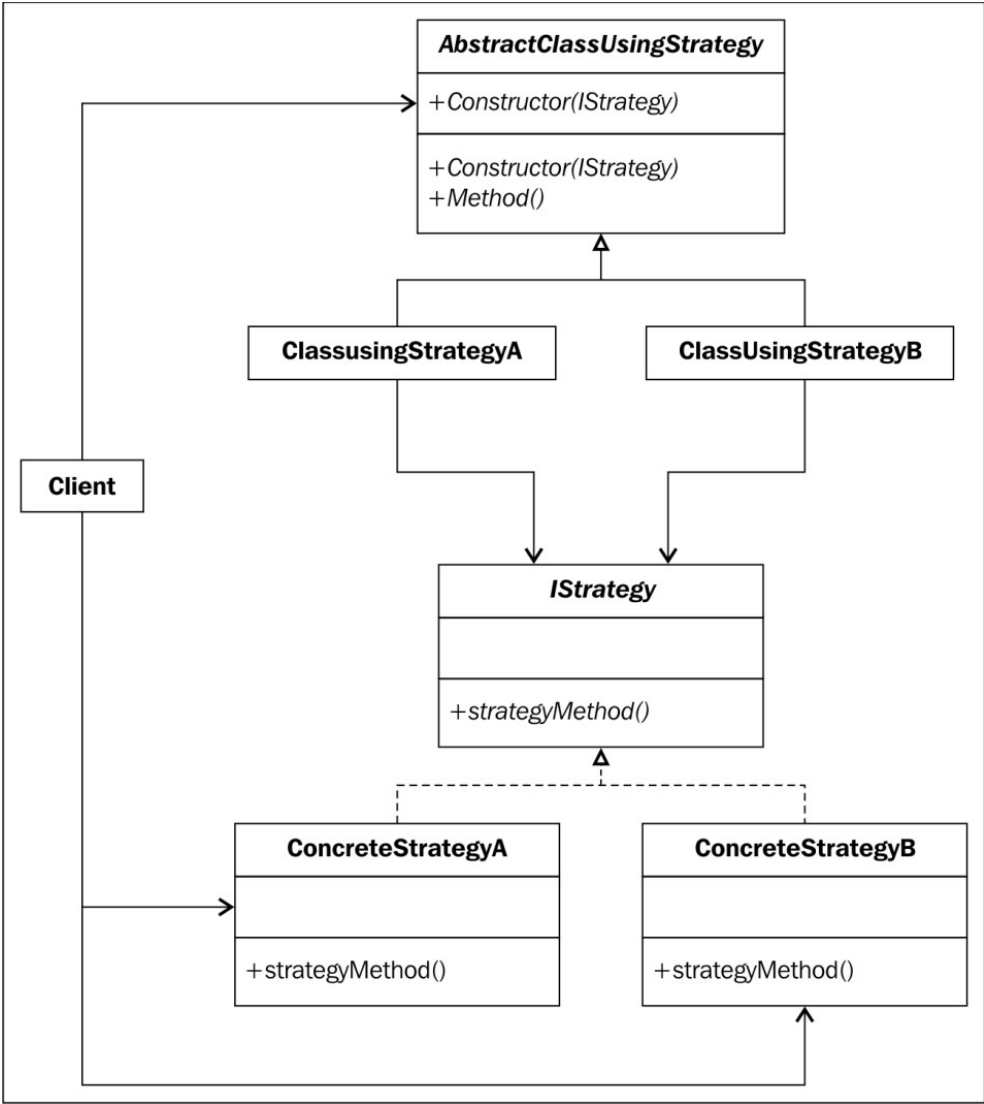 AbstractClassUsingStrategy
+Constructor(IStrategy)
+Constructor(IStrategy)
+Method()
ClassusingStrategyA
ClassUsingStrategyB
Client
IStrategy
+strategyMethod()
ConcreteStrategyA
ConcreteStrategyB
+strategyMethod()
+strategyMethod()